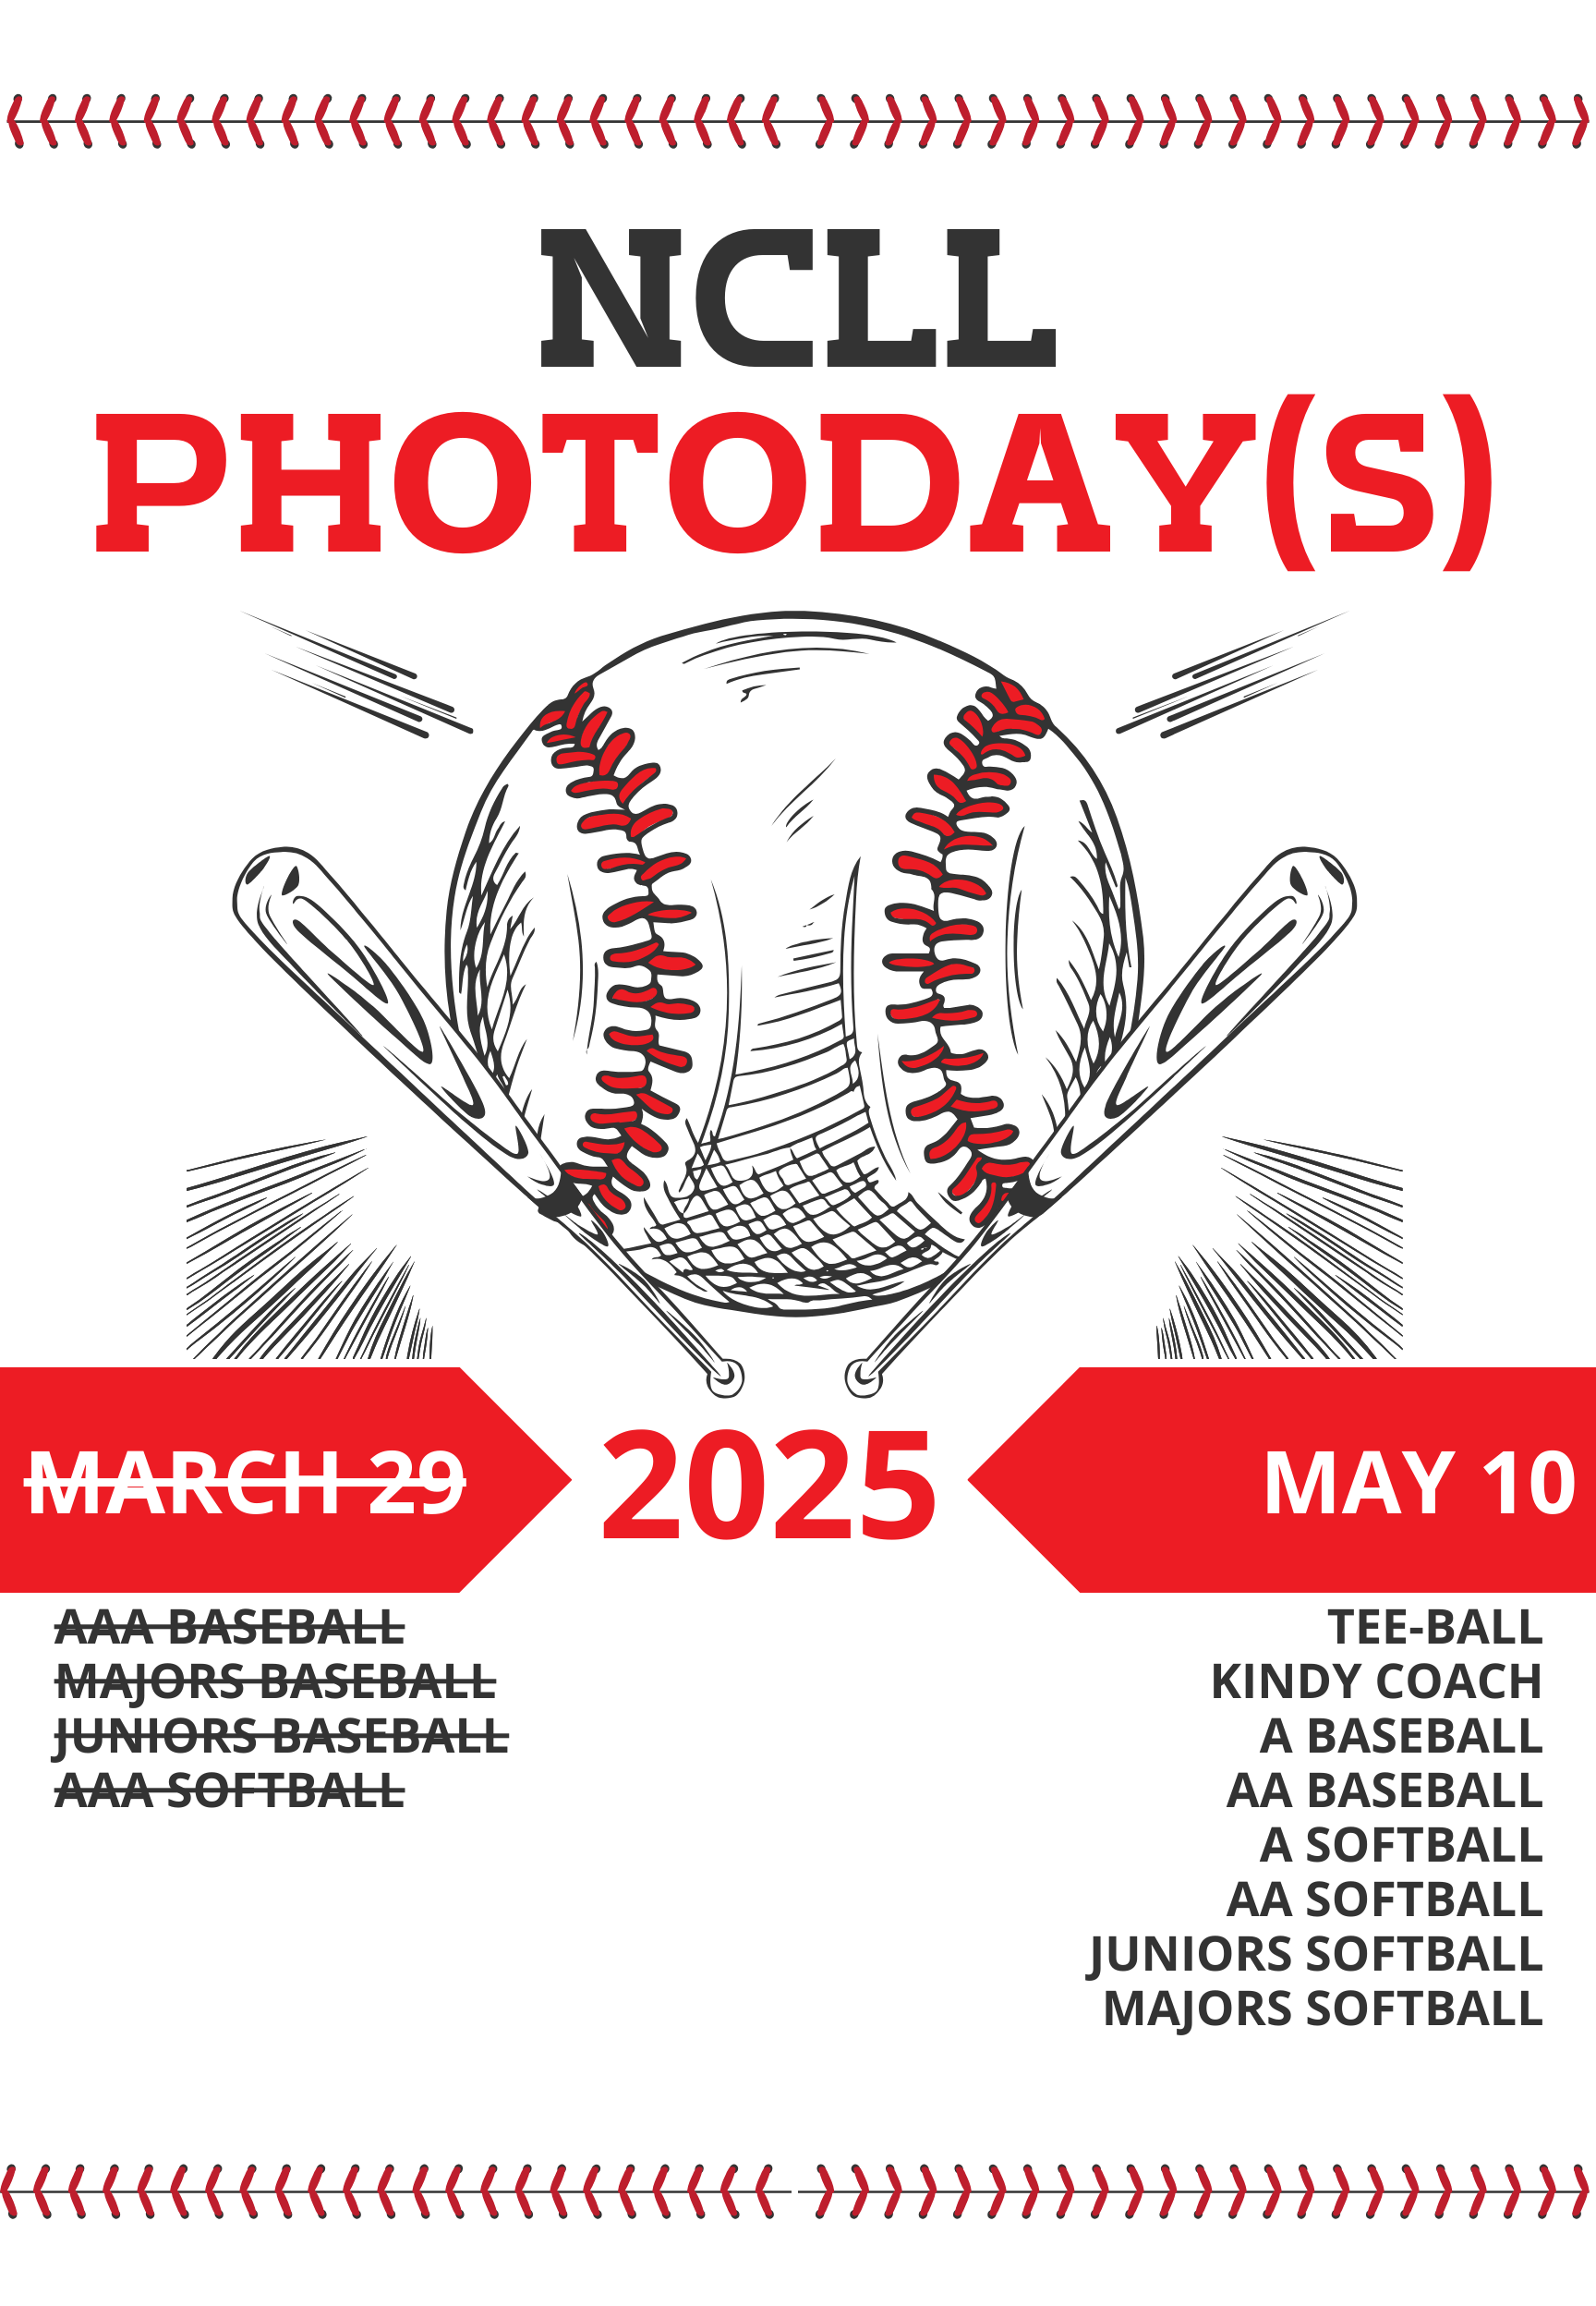 NCLL
PHOTODAY(S)
MARCH 29
2025
MAY 10
AAA BASEBALL
MAJORS BASEBALL
JUNIORS BASEBALL
AAA SOFTBALL
TEE-BALL
KINDY COACH
A BASEBALL
AA BASEBALL
A SOFTBALL
AA SOFTBALL
JUNIORS SOFTBALL
MAJORS SOFTBALL